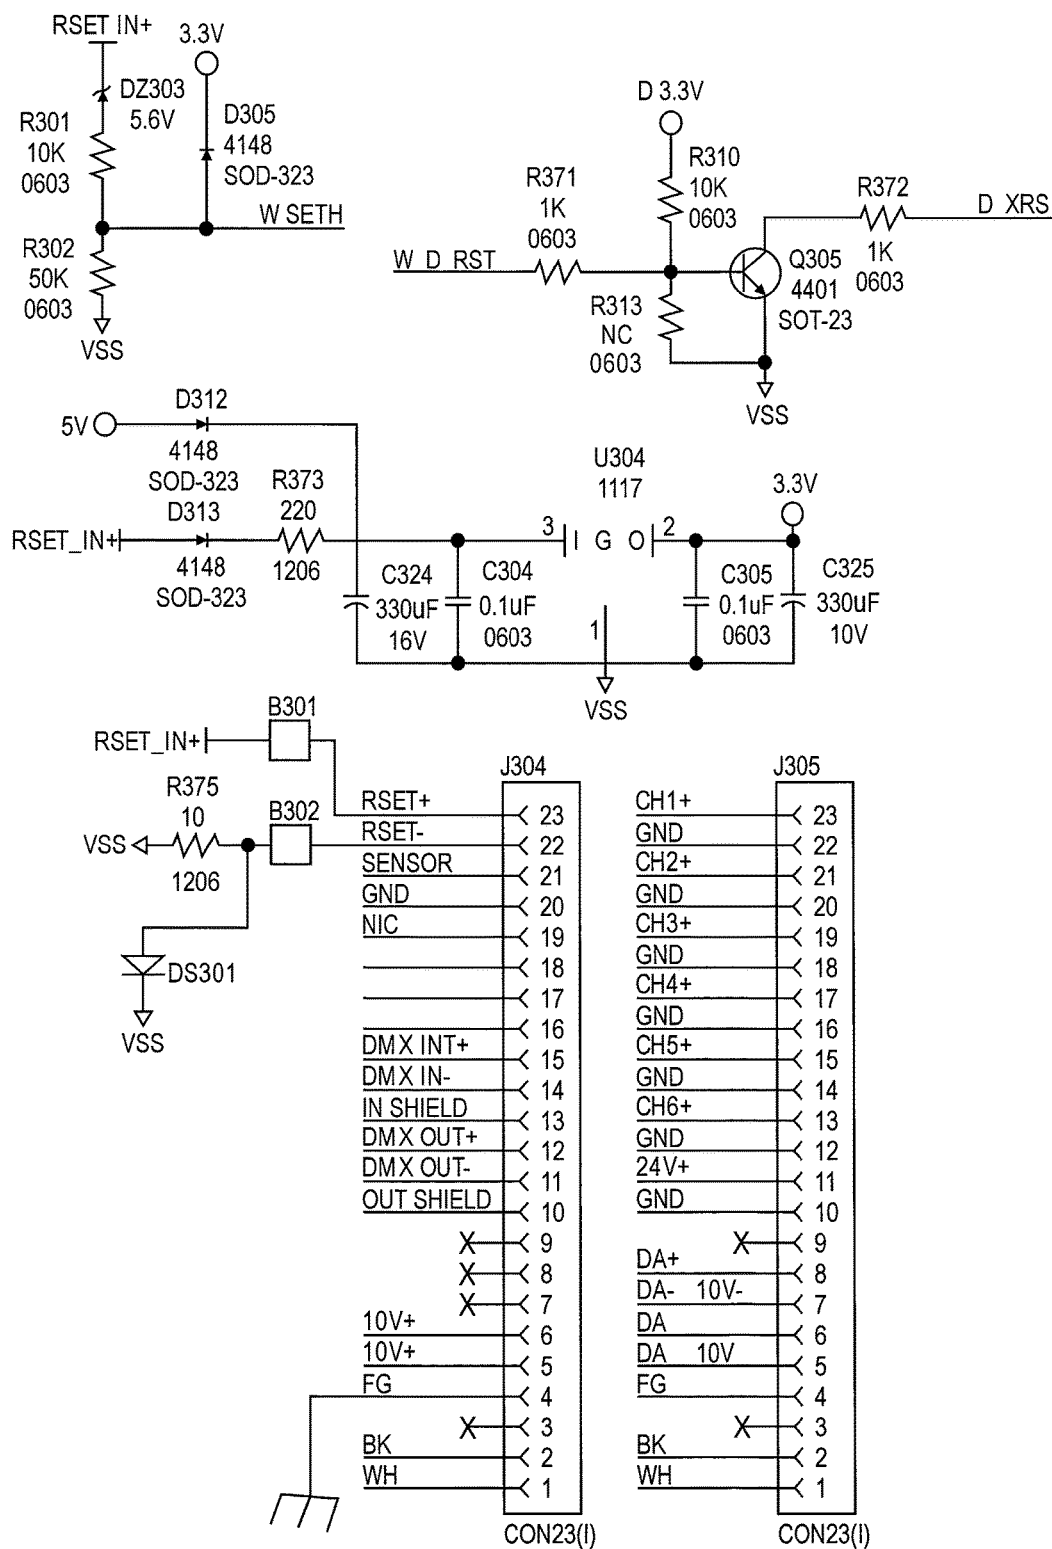 RSET IN+
3.3V
DZ303
5.6V
D305
4148
SOD-323
R301
10K
0603
W SETH
R302
50K
0603
VSS
D 3.3V
R310
10K
0603
R371
1K
0603
R372
1K
0603
D XRS
W D RST
Q305
4401
SOT-23
R313
NC
0603
VSS
5V
D312
4148
SOD-323
RSET_IN+
D313
4148
SOD-323
R373
220
1206
U304
1117
3 I G O 2
1
3.3V
C324
330uF
16V
C304
0.1uF
0603
C305
0.1uF
0603
C325
330uF
10V
VSS
RSET_IN+
B301
R375
10
1206
VSS
B302
DS301
VSS
J304
RSET+ 23
RSET- 22
SENSOR 21
GND 20
NIC 19
18
17
16
DMX INT+ 15
DMX IN- 14
IN SHIELD 13
DMX OUT+ 12
DMX OUT- 11
OUT SHIELD 10
X 9
X 8
X 7
10V+ 6
10V+ 5
FG 4
X 3
BK 2
WH 1
CON23(I)
J305
CH1+ 23
GND 22
CH2+ 21
GND 20
CH3+ 19
GND 18
CH4+ 17
GND 16
CH5+ 15
GND 14
CH6+ 13
GND 12
24V+ 11
GND 10
X 9
DA+ 8
DA- 10V- 7
DA 6
DA 10V 5
FG 4
X 3
BK 2
WH 1
CON23(I)